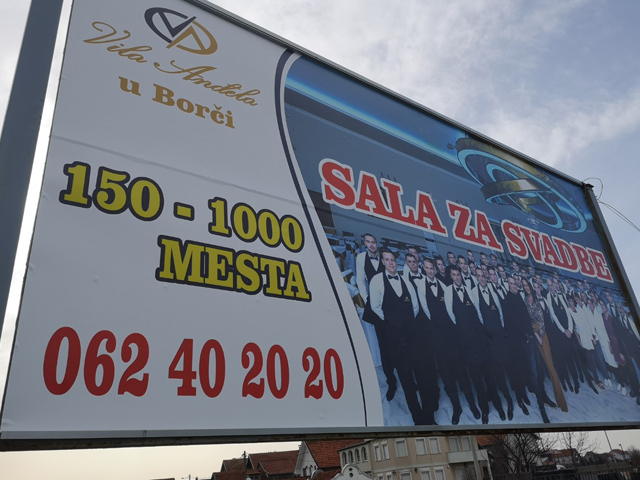 Vila Anđela
u Borči
150 - 1000
MESTA
062 40 20 20
SALA ZA SVADBE